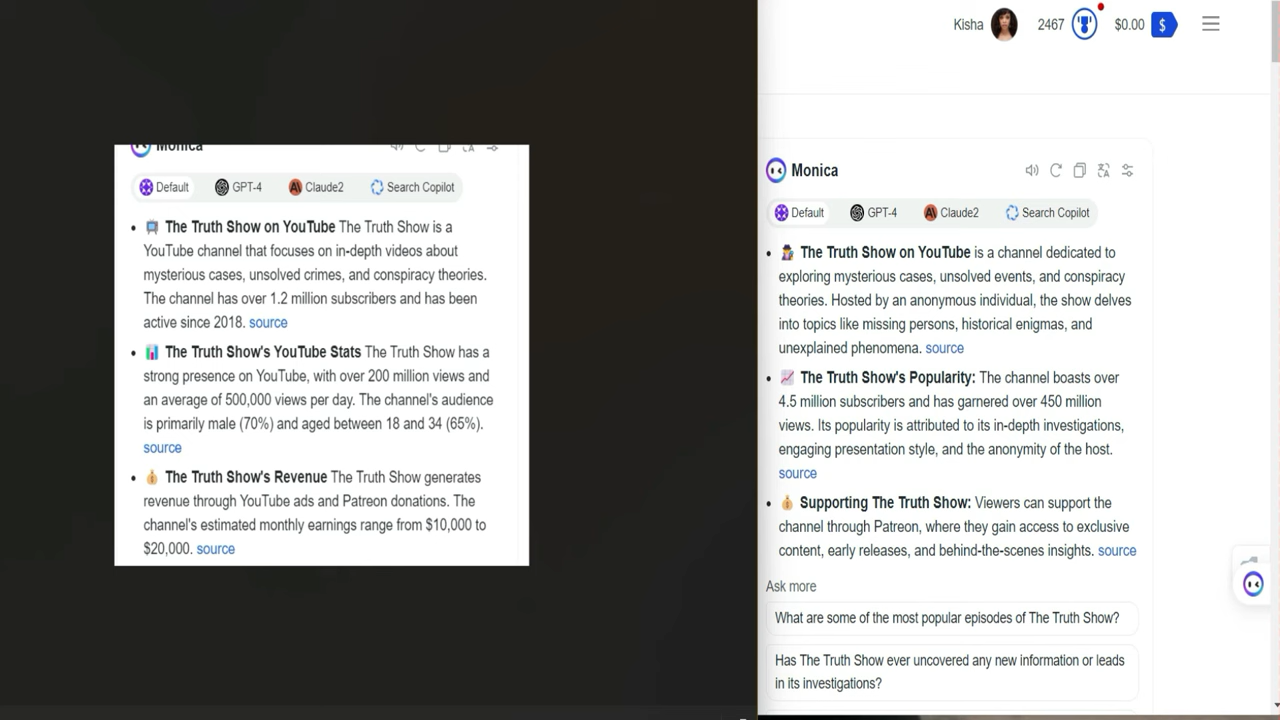 Monica
Default GPT-4 Claude2 Search Copilot
The Truth Show on YouTube The Truth Show is a
YouTube channel that focuses on in-depth videos about
mysterious cases, unsolved crimes, and conspiracy theories.
The channel has over 1.2 million subscribers and has been
active since 2018. source
The Truth Show's YouTube Stats The Truth Show has a
strong presence on YouTube, with over 200 million views and
an average of 500,000 views per day. The channel's audience
is primarily male (70%) and aged between 18 and 34 (65%).
source
The Truth Show's Revenue The Truth Show generates
revenue through YouTube ads and Patreon donations. The
channel's estimated monthly earnings range from $10,000 to
$20,000. source
Kisha 2467 $0.00 $
Monica
Default GPT-4 Claude2 Search Copilot
The Truth Show on YouTube is a channel dedicated to
exploring mysterious cases, unsolved events, and conspiracy
theories. Hosted by an anonymous individual, the show delves
into topics like missing persons, historical enigmas, and
unexplained phenomena. source
The Truth Show's Popularity: The channel boasts over
4.5 million subscribers and has garnered over 450 million
views. Its popularity is attributed to its in-depth investigations,
engaging presentation style, and the anonymity of the host.
source
Supporting The Truth Show: Viewers can support the
channel through Patreon, where they gain access to exclusive
content, early releases, and behind-the-scenes insights. source
Ask more
What are some of the most popular episodes of The Truth Show?
Has The Truth Show ever uncovered any new information or leads
in its investigations?